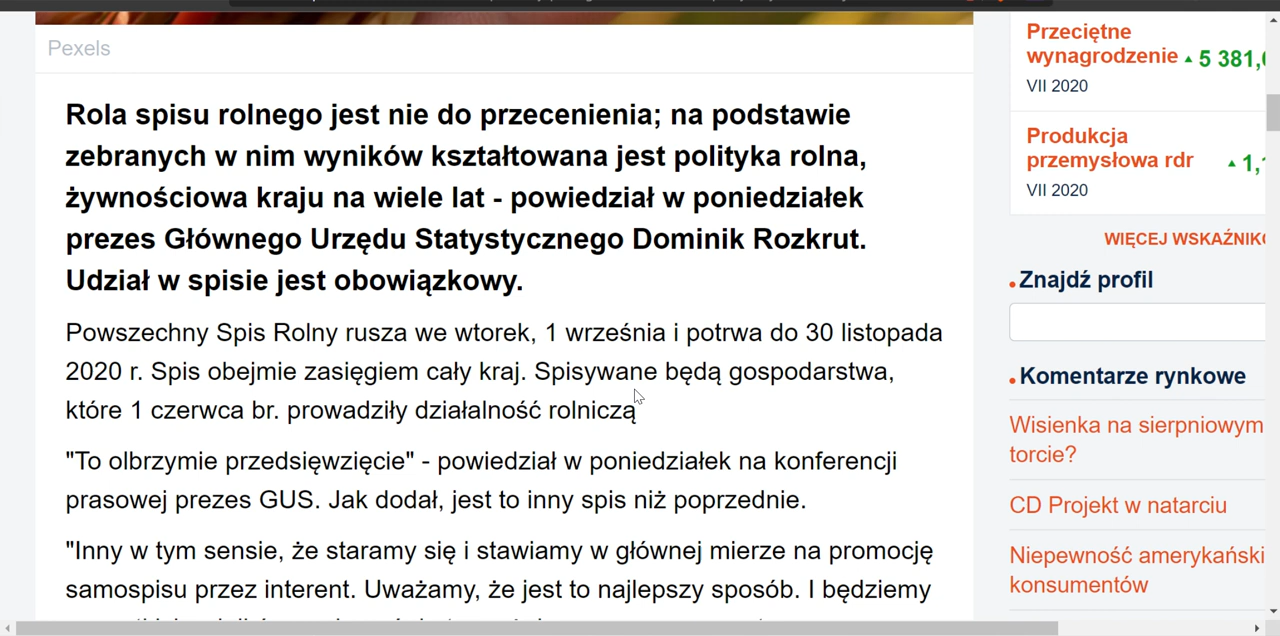 Pexels
Rola spisu rolnego jest nie do przecenienia; na podstawie
zebranych w nim wyników kształtowana jest polityka rolna,
żywnościowa kraju na wiele lat - powiedział w poniedziałek
prezes Głównego Urzędu Statystycznego Dominik Rozkrut.
Udział w spisie jest obowiązkowy.
Powszechny Spis Rolny rusza we wtorek, 1 września i potrwa do 30 listopada
2020 r. Spis obejmie zasięgiem cały kraj. Spisywane będą gospodarstwa,
które 1 czerwca br. prowadziły działalność rolniczą
"To olbrzymie przedsięwzięcie" - powiedział w poniedziałek na konferencji
prasowej prezes GUS. Jak dodał, jest to inny spis niż poprzednie.
"Inny w tym sensie, że staramy się i stawiamy w głównej mierze na promocję
samospisu przez interent. Uważamy, że jest to najlepszy sposób. I będziemy
Przeciętne
wynagrodzenie 5 381,
VII 2020
Produkcja
przemysłowa rdr 1,
VII 2020
WIĘCEJ
Znajdź profil
Komentarze rynkowe
Wisienka na sierpniowym
torcie?
CD Projekt w natarciu
Niepewność amerykański
konsumentów